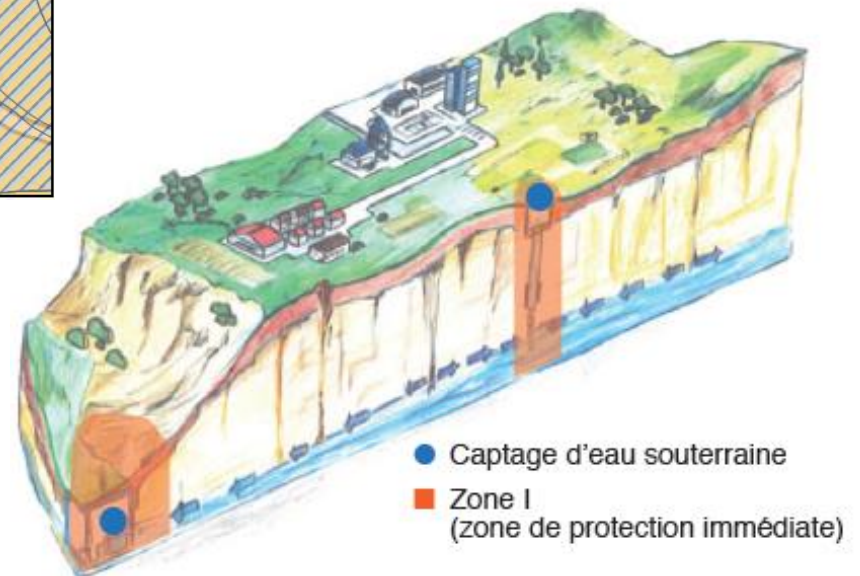 Captage d'eau souterraine
Zone I
(zone de protection immédiate)